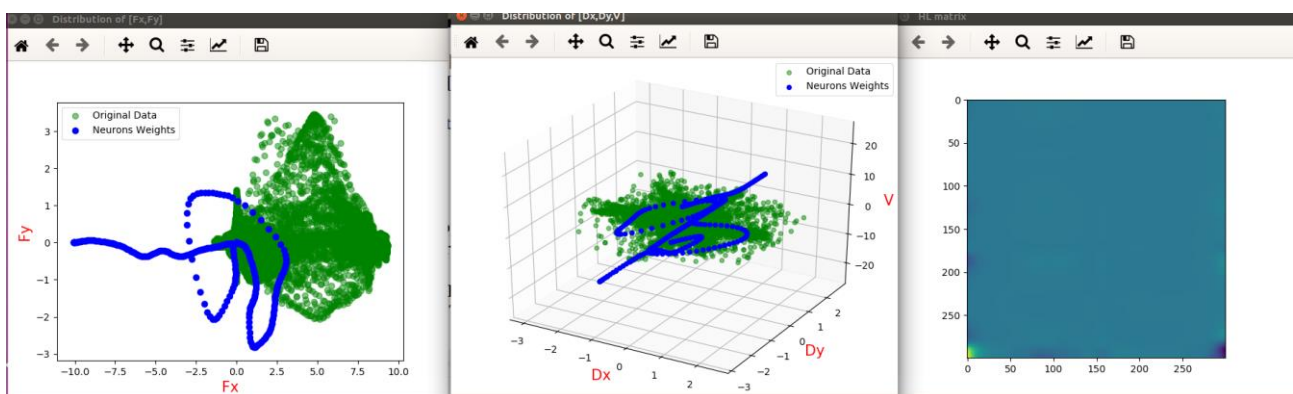 Distribution of [Fx,Fy]
Original Data
Neurons Weights
3
2
1
0
−1
−2
−3
Fy
−10.0 −7.5 −5.0 −2.5 0.0 2.5 5.0 7.5 10.0
Fx
Distribution of [Dx,Dy,V]
Original Data
Neurons Weights
20
10
0
−10
−20
V
−3 −2 −1 0 1 2
Dx
−3 −2 −1 0 1 2
Dy
HL matrix
0
50
100
150
200
250
0 50 100 150 200 250